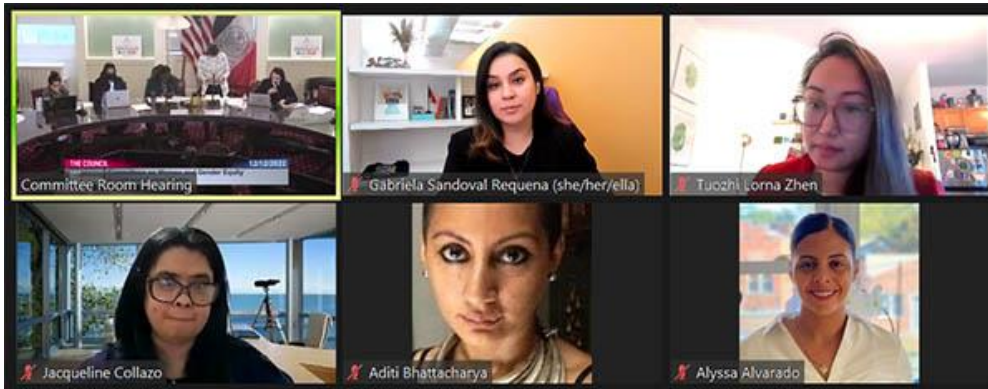 THE COUNCIL
12/12/2022
and Gender Equity
Committee Room Hearing
Gabriela Sandoval Requena (she/her/ella)
Tuozhi Lorna Zhen
Jacqueline Collazo
Aditi Bhattacharya
Alyssa Alvarado